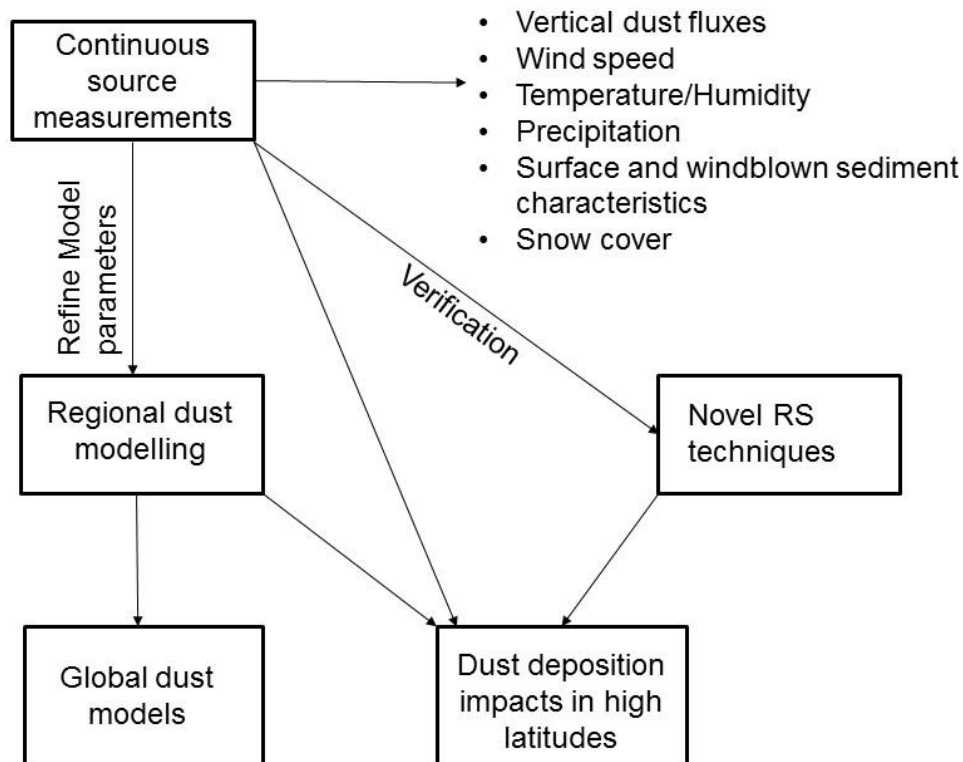 Continuous
source
measurements
• Vertical dust fluxes
• Wind speed
• Temperature/Humidity
• Precipitation
• Surface and windblown sediment
characteristics
• Snow cover
Refine Model
parameters
Verification
Regional dust
modelling
Novel RS
techniques
Global dust
models
Dust deposition
impacts in high
latitudes